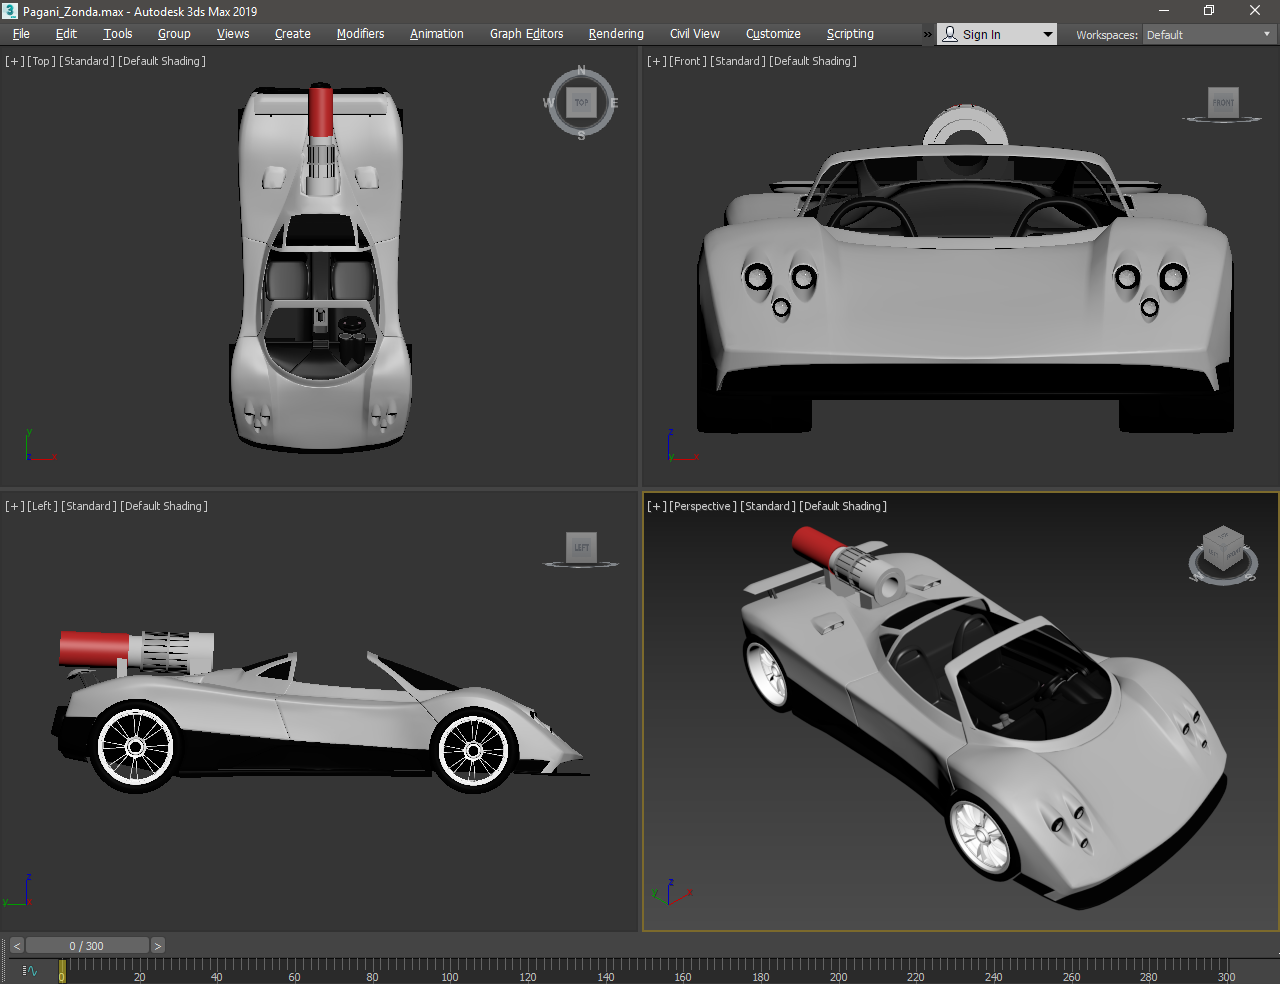 Pagani_Zonda.max - Autodesk 3ds Max 2019
File Edit Tools Group Views Create Modifiers Animation Graph Editors Rendering Civil View Customize Scripting » Sign In Workspaces: Default
[+] [Top] [Standard] [Default Shading]
N
W TOP E
S
y
z x
[+] [Front] [Standard] [Default Shading]
FRONT
z
y x
[+] [Left] [Standard] [Default Shading]
LEFT
z
y x
[+] [Perspective] [Standard] [Default Shading]
W S
z
y x
< 0 / 300 >
0 20 40 60 80 100 120 140 160 180 200 220 240 260 280 300